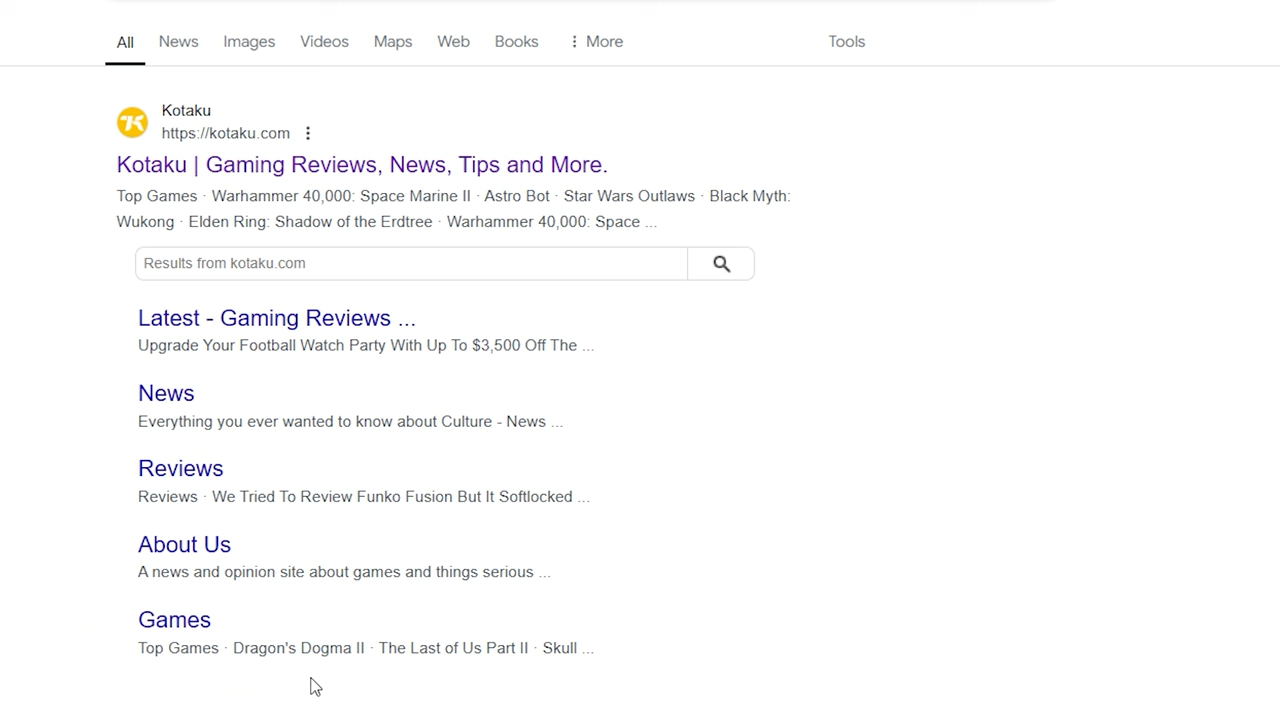 All News Images Videos Maps Web Books ⋮ More Tools
Kotaku
https://kotaku.com ⋮
Kotaku | Gaming Reviews, News, Tips and More.
Top Games · Warhammer 40,000: Space Marine II · Astro Bot · Star Wars Outlaws · Black Myth:
Wukong · Elden Ring: Shadow of the Erdtree · Warhammer 40,000: Space ...
Results from kotaku.com
Latest - Gaming Reviews ...
Upgrade Your Football Watch Party With Up To $3,500 Off The ...
News
Everything you ever wanted to know about Culture - News ...
Reviews
Reviews · We Tried To Review Funko Fusion But It Softlocked ...
About Us
A news and opinion site about games and things serious ...
Games
Top Games · Dragon's Dogma II · The Last of Us Part II · Skull ...